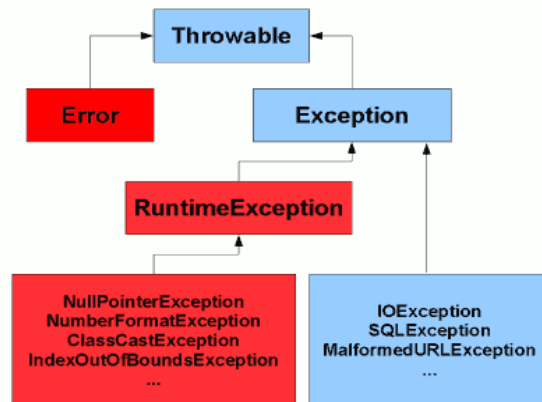 Throwable
Error
Exception
RuntimeException
NullPointerException
NumberFormatException
ClassCastException
IndexOutOfBoundsException
...
IOException
SQLException
MalformedURLException
...